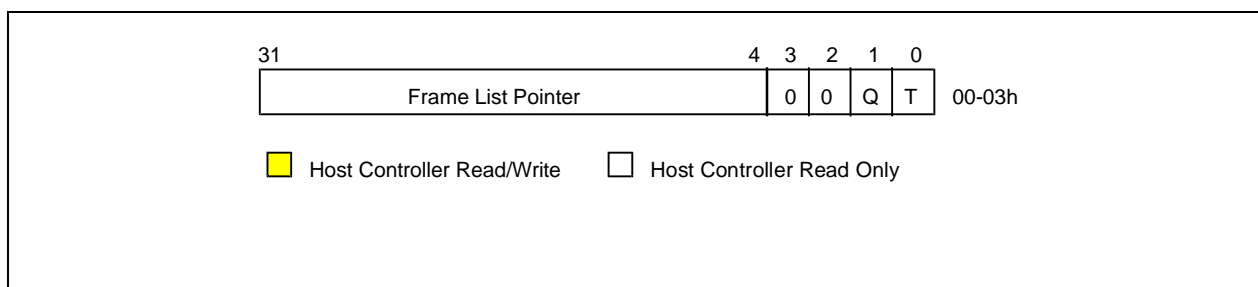 31 4 3 2 1 0
Frame List Pointer 0 0 Q T 00-03h
Host Controller Read/Write Host Controller Read Only